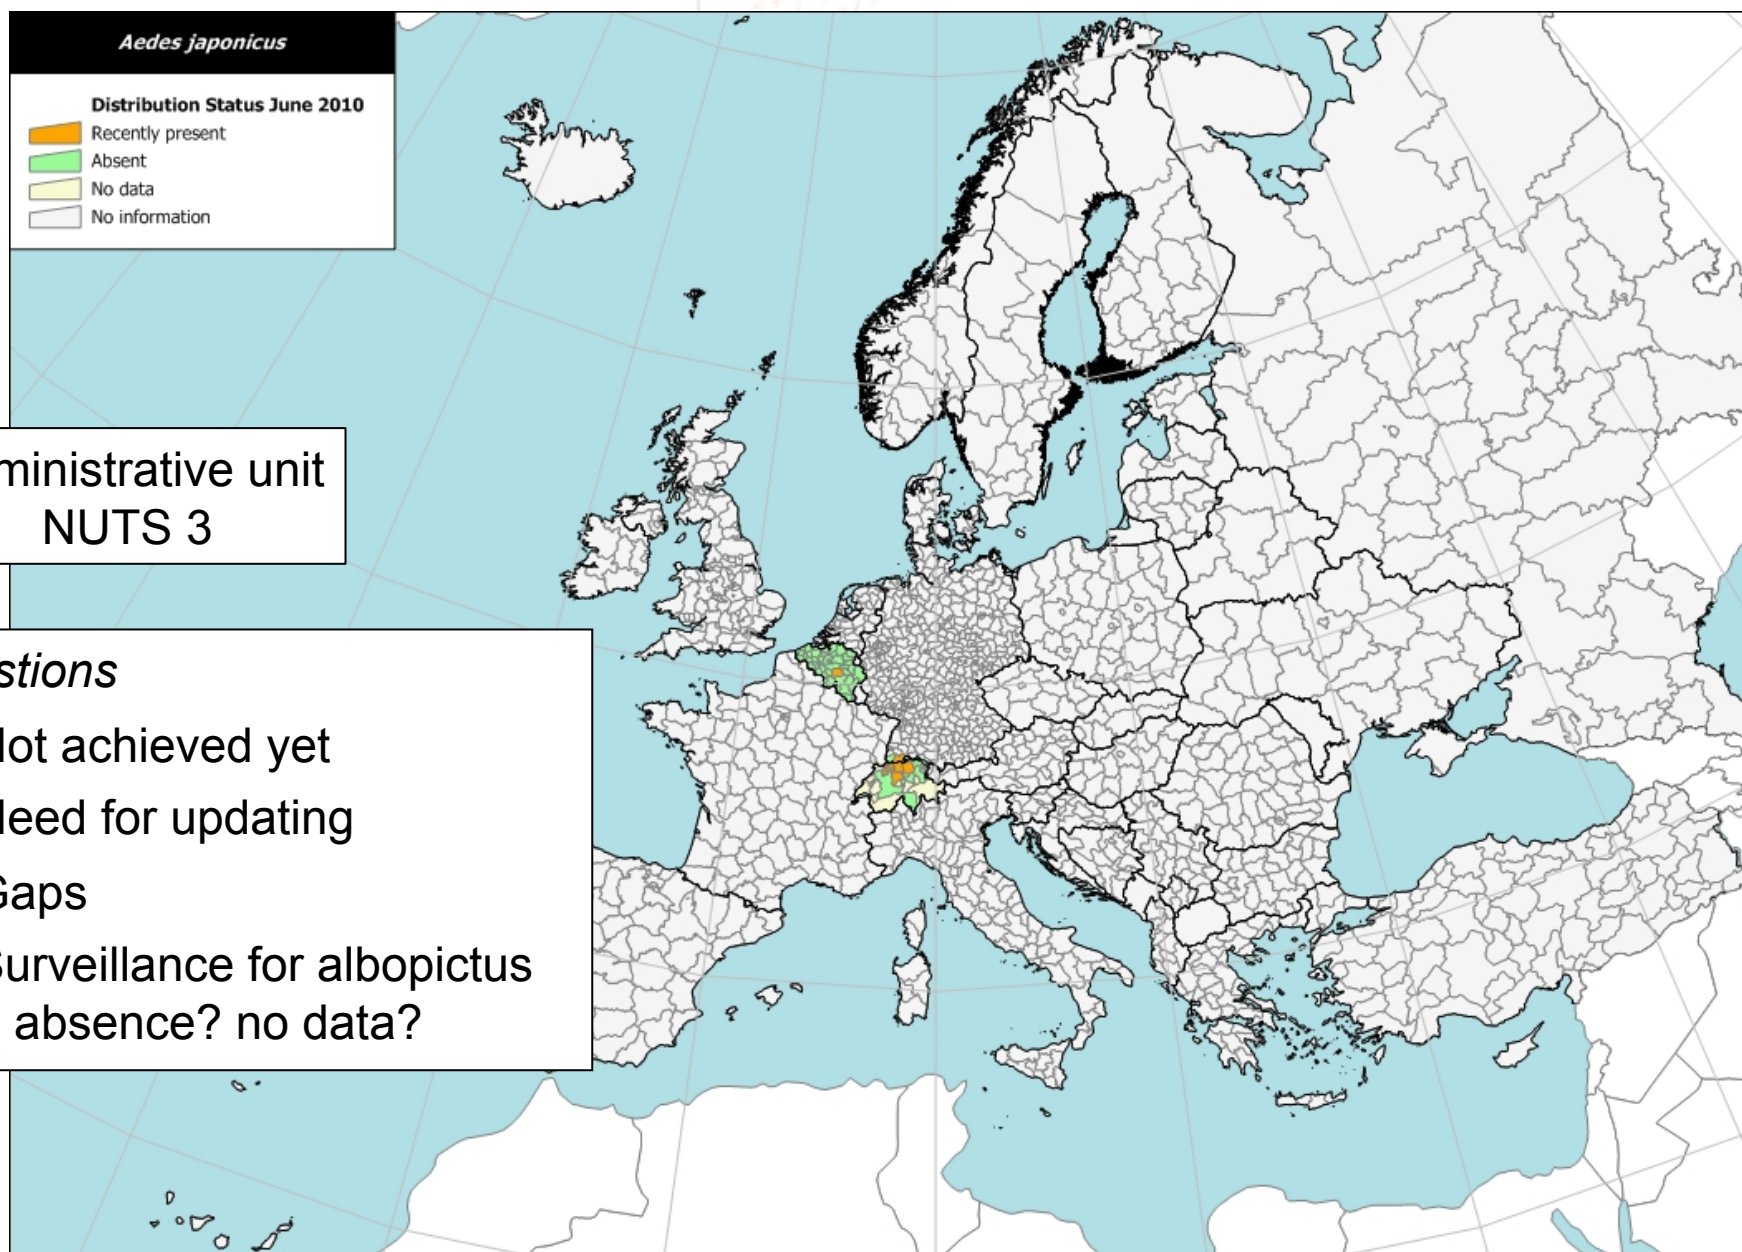 Aedes japonicus
Distribution Status June 2010
Recently present
Absent
No data
No information
ministrative unit
NUTS 3
stions
lot achieved yet
leed for updating
Gaps
Surveillance for albopictus
absence? no data?